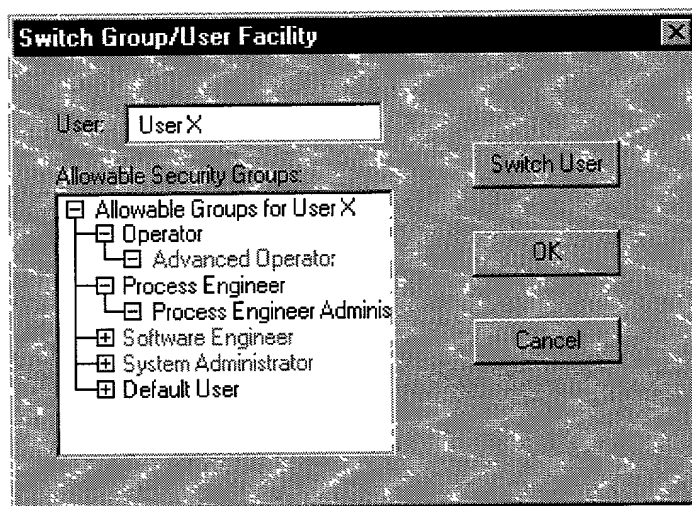 Switch Group/User Facility
User: User X
Allowable Security Groups:
Allowable Groups for User X
Operator
Advanced Operator
Process Engineer
Process Engineer Adminis
Software Engineer
System Administrator
Default User
Switch User
OK
Cancel